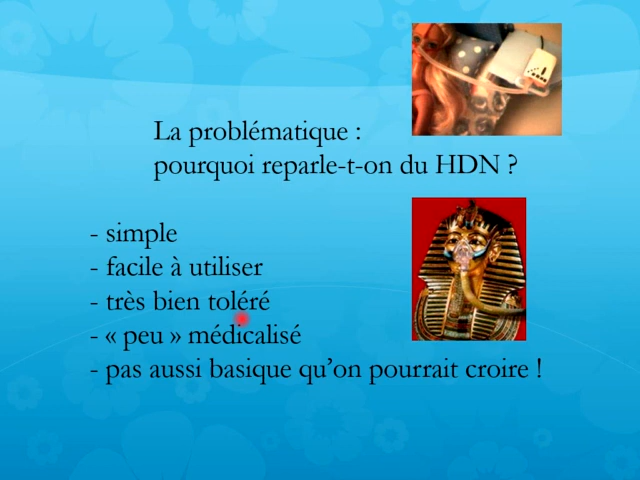 La problématique :
pourquoi reparle-t-on du HDN ?
- simple
- facile à utiliser
- très bien toléré
- « peu » médicalisé
- pas aussi basique qu’on pourrait croire !